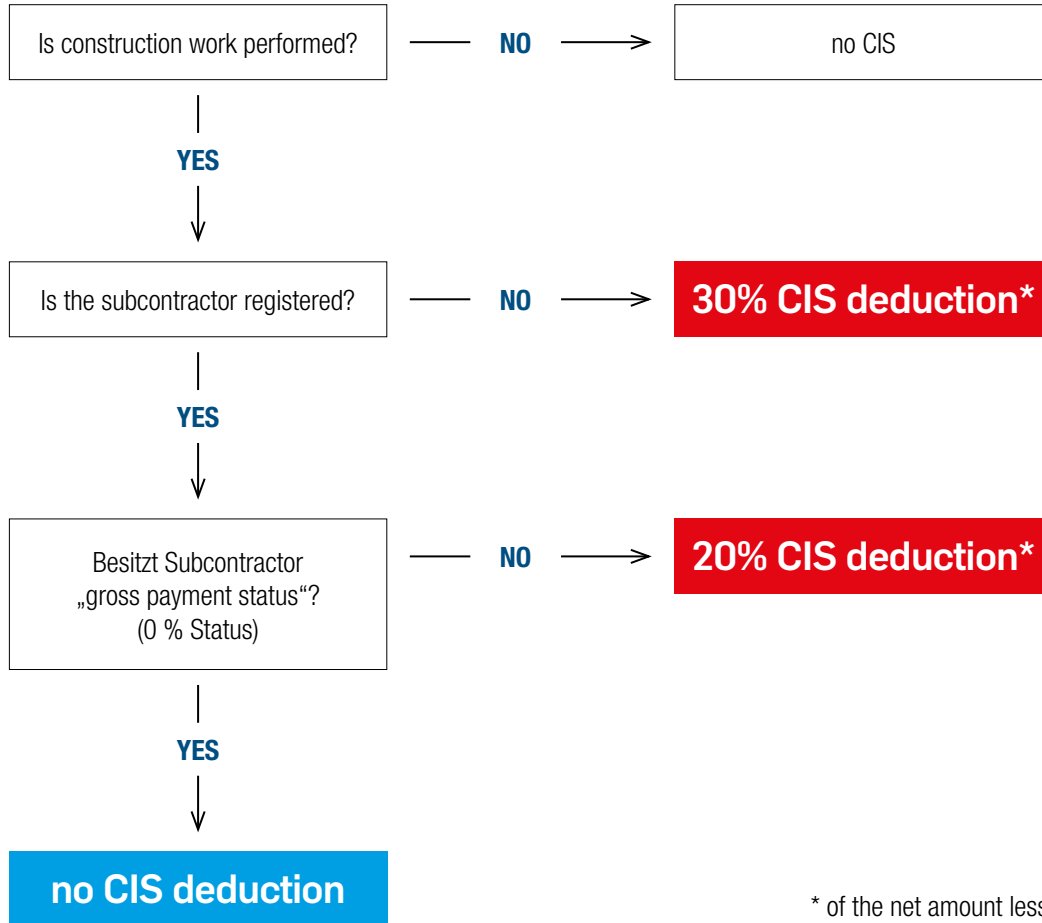 Is construction work performed?
NO
no CIS
YES
Is the subcontractor registered?
NO
30% CIS deduction*
YES
Besitzt Subcontractor
„gross payment status“?
(0 % Status)
NO
20% CIS deduction*
YES
no CIS deduction
* of the net amount less